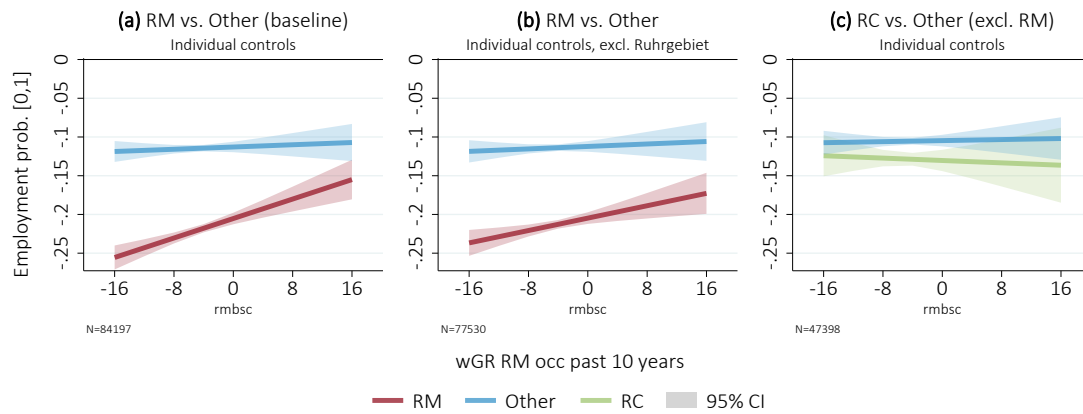 (a) RM vs. Other (baseline)
Individual controls
(b) RM vs. Other
Individual controls, excl. Ruhrgebiet
(c) RC vs. Other (excl. RM)
Individual controls
Employment prob. [0,1]
0
-.05
-.1
-.15
-.2
-.25
-16 -8 0 8 16
rmbsc
N=84197
0
-.05
-.1
-.15
-.2
-.25
-16 -8 0 8 16
rmbsc
N=77530
0
-.05
-.1
-.15
-.2
-.25
-16 -8 0 8 16
rmbsc
N=47398
wGR RM occ past 10 years
RM Other RC 95% CI